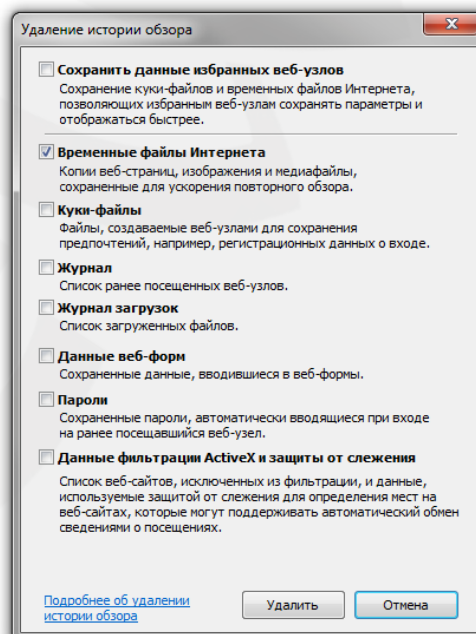 Удаление истории обзора
Сохранить данные избранных веб-узлов
Сохранение куки-файлов и временных файлов Интернета,
позволяющих избранным веб-узлам сохранять параметры и
отображаться быстрее.
Временные файлы Интернета
Копии веб-страниц, изображения и медиафайлы,
сохраненные для ускорения повторного обзора.
Куки-файлы
Файлы, создаваемые веб-узлами для сохранения
предпочтений, например, регистрационных данных о входе.
Журнал
Список ранее посещенных веб-узлов.
Журнал загрузок
Список загруженных файлов.
Данные веб-форм
Сохраненные данные, вводившиеся в веб-формы.
Пароли
Сохраненные пароли, автоматически вводящиеся при входе
на ранее посещавшийся веб-узел.
Данные фильтрации ActiveX и защиты от слежения
Список веб-сайтов, исключенных из фильтрации, и данные,
используемые защитой от слежения для определения мест на
веб-сайтах, которые могут поддерживать автоматический обмен
сведениями о посещениях.
Подробнее об удалении
истории обзора
Удалить
Отмена